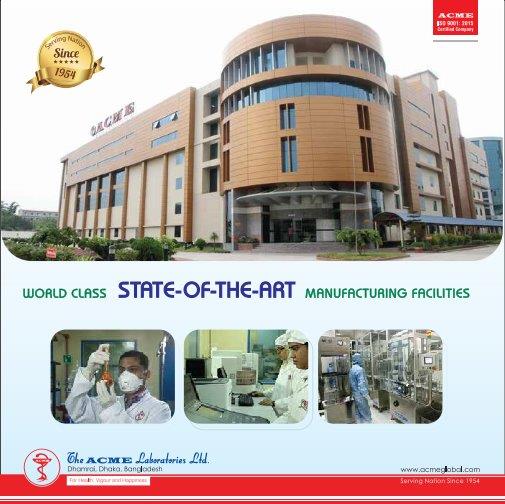 Serving Nation
Since
1954
ACME
ISO 9001: 2015
Certified Company
ACME
WORLD CLASS STATE-OF-THE-ART MANUFACTURING FACILITIES
The ACME Laboratories Ltd.
Dhamrai, Dhaka, Bangladesh
For Health, Vigour and Happiness
www.acmeglobal.com
Serving Nation Since 1954